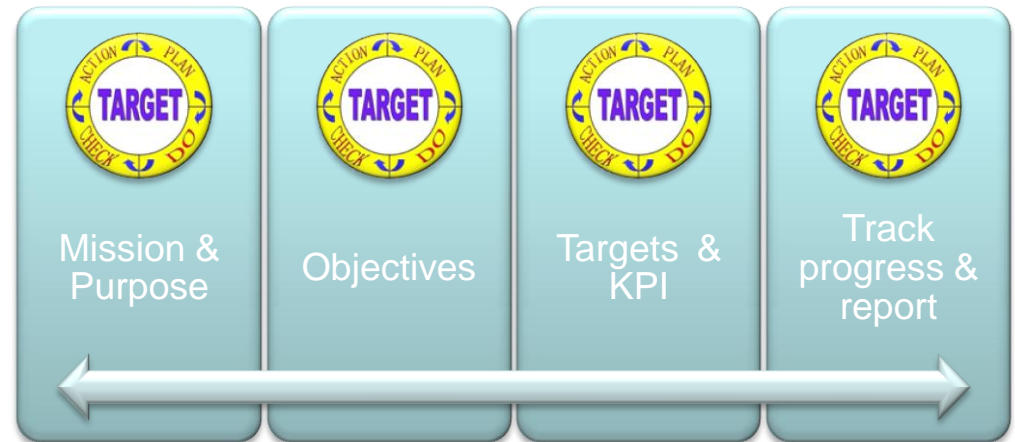 ACTION PLAN
TARGET
CHECK DO
ACTION PLAN
TARGET
CHECK DO
ACTION PLAN
TARGET
CHECK DO
ACTION PLAN
TARGET
CHECK DO
Mission &
Purpose
Objectives
Targets &
KPI
Track
progress &
report